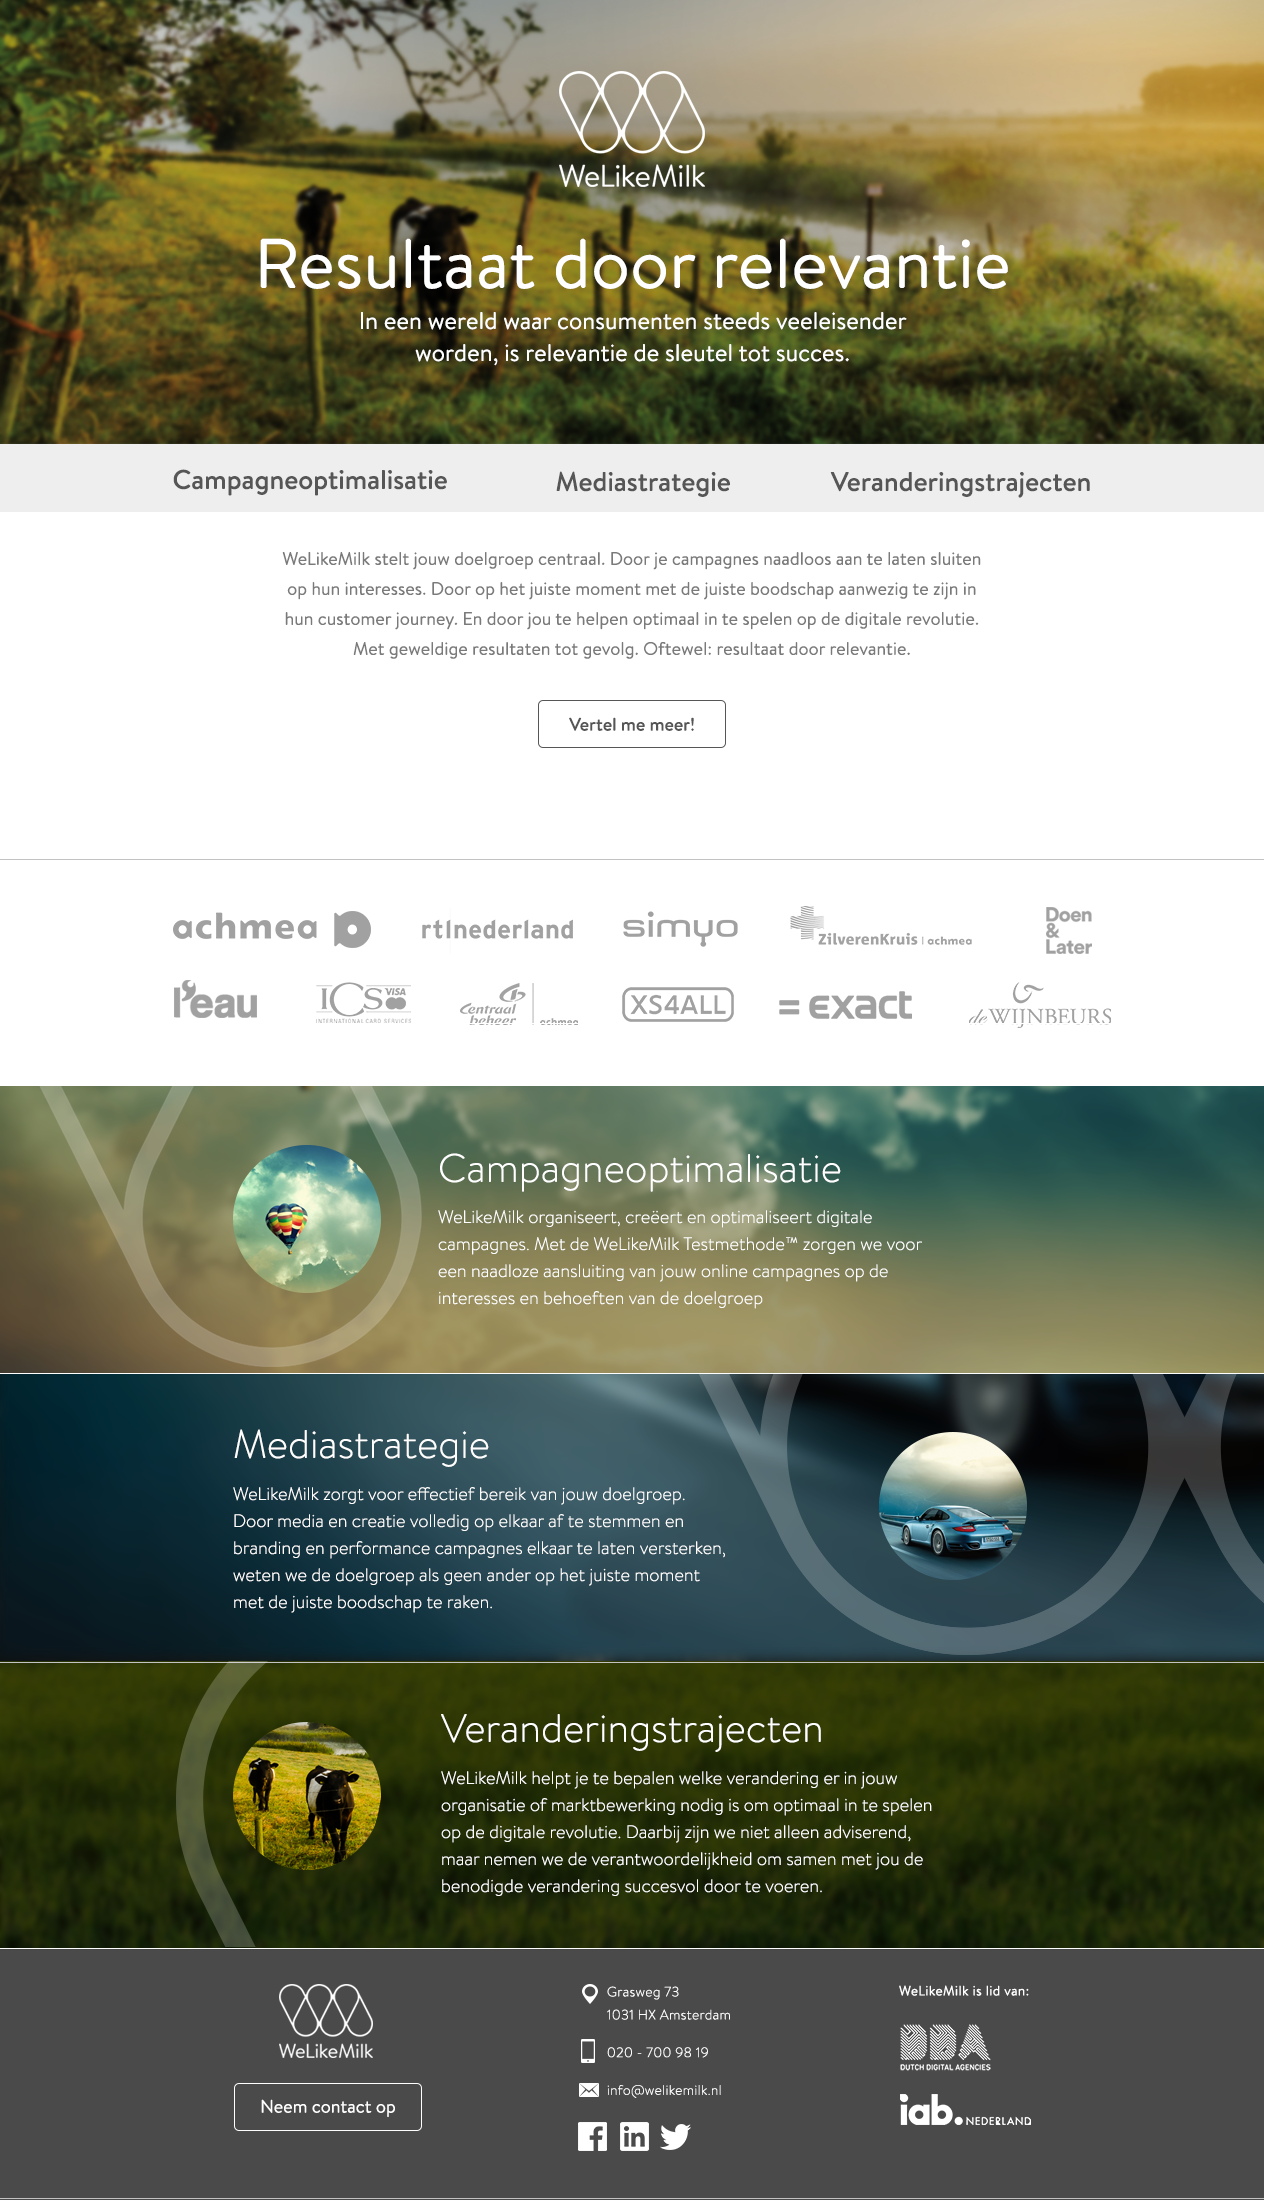 WeLikeMilk
Resultaat door relevantie
In een wereld waar consumenten steeds veeleisender
worden, is relevantie de sleutel tot succes.
Campagneoptimalisatie
Mediastrategie
Veranderingstrajecten
WeLikeMilk stelt jouw doelgroep centraal. Door je campagnes naadloos aan te laten sluiten
op hun interesses. Door op het juiste moment met de juiste boodschap aanwezig te zijn in
hun customer journey. En door jou te helpen optimaal in te spelen op de digitale revolutie.
Met geweldige resultaten tot gevolg. Oftewel: resultaat door relevantie.
Vertel me meer!
achmea
rtlnederland
simyo
ZilverenKruis | achmea
Doen
&
Later
l'eau
ICS VISA
INTERNATIONAL CARD SERVICES
Centraal
beheer achmea
XS4ALL
= exact
de WIJNBEURS
Campagneoptimalisatie
WeLikeMilk organiseert, creëert en optimaliseert digitale
campagnes. Met de WeLikeMilk Testmethode™ zorgen we voor
een naadloze aansluiting van jouw online campagnes op de
interesses en behoeften van de doelgroep
Mediastrategie
WeLikeMilk zorgt voor effectief bereik van jouw doelgroep.
Door media en creatie volledig op elkaar af te stemmen en
branding en performance campagnes elkaar te laten versterken,
weten we de doelgroep als geen ander op het juiste moment
met de juiste boodschap te raken.
Veranderingstrajecten
WeLikeMilk helpt je te bepalen welke verandering er in jouw
organisatie of marktbewerking nodig is om optimaal in te spelen
op de digitale revolutie. Daarbij zijn we niet alleen adviserend,
maar nemen we de verantwoordelijkheid om samen met jou de
benodigde verandering succesvol door te voeren.
WeLikeMilk
Neem contact op
Grasweg 73
1031 HX Amsterdam
020 - 700 98 19
info@welikemilk.nl
WeLikeMilk is lid van:
DDA
DUTCH DIGITAL AGENCIES
iab. NEDERLAND